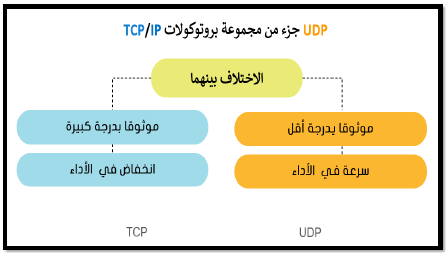 UDP جزء من مجموعة بروتوكولات TCP/IP
الاختلاف بينهما
موثوقا يدرجة أقل
سرعة في الأداء
UDP
موثوقا بدرجة كبيرة
انخفاض في الأداء
TCP